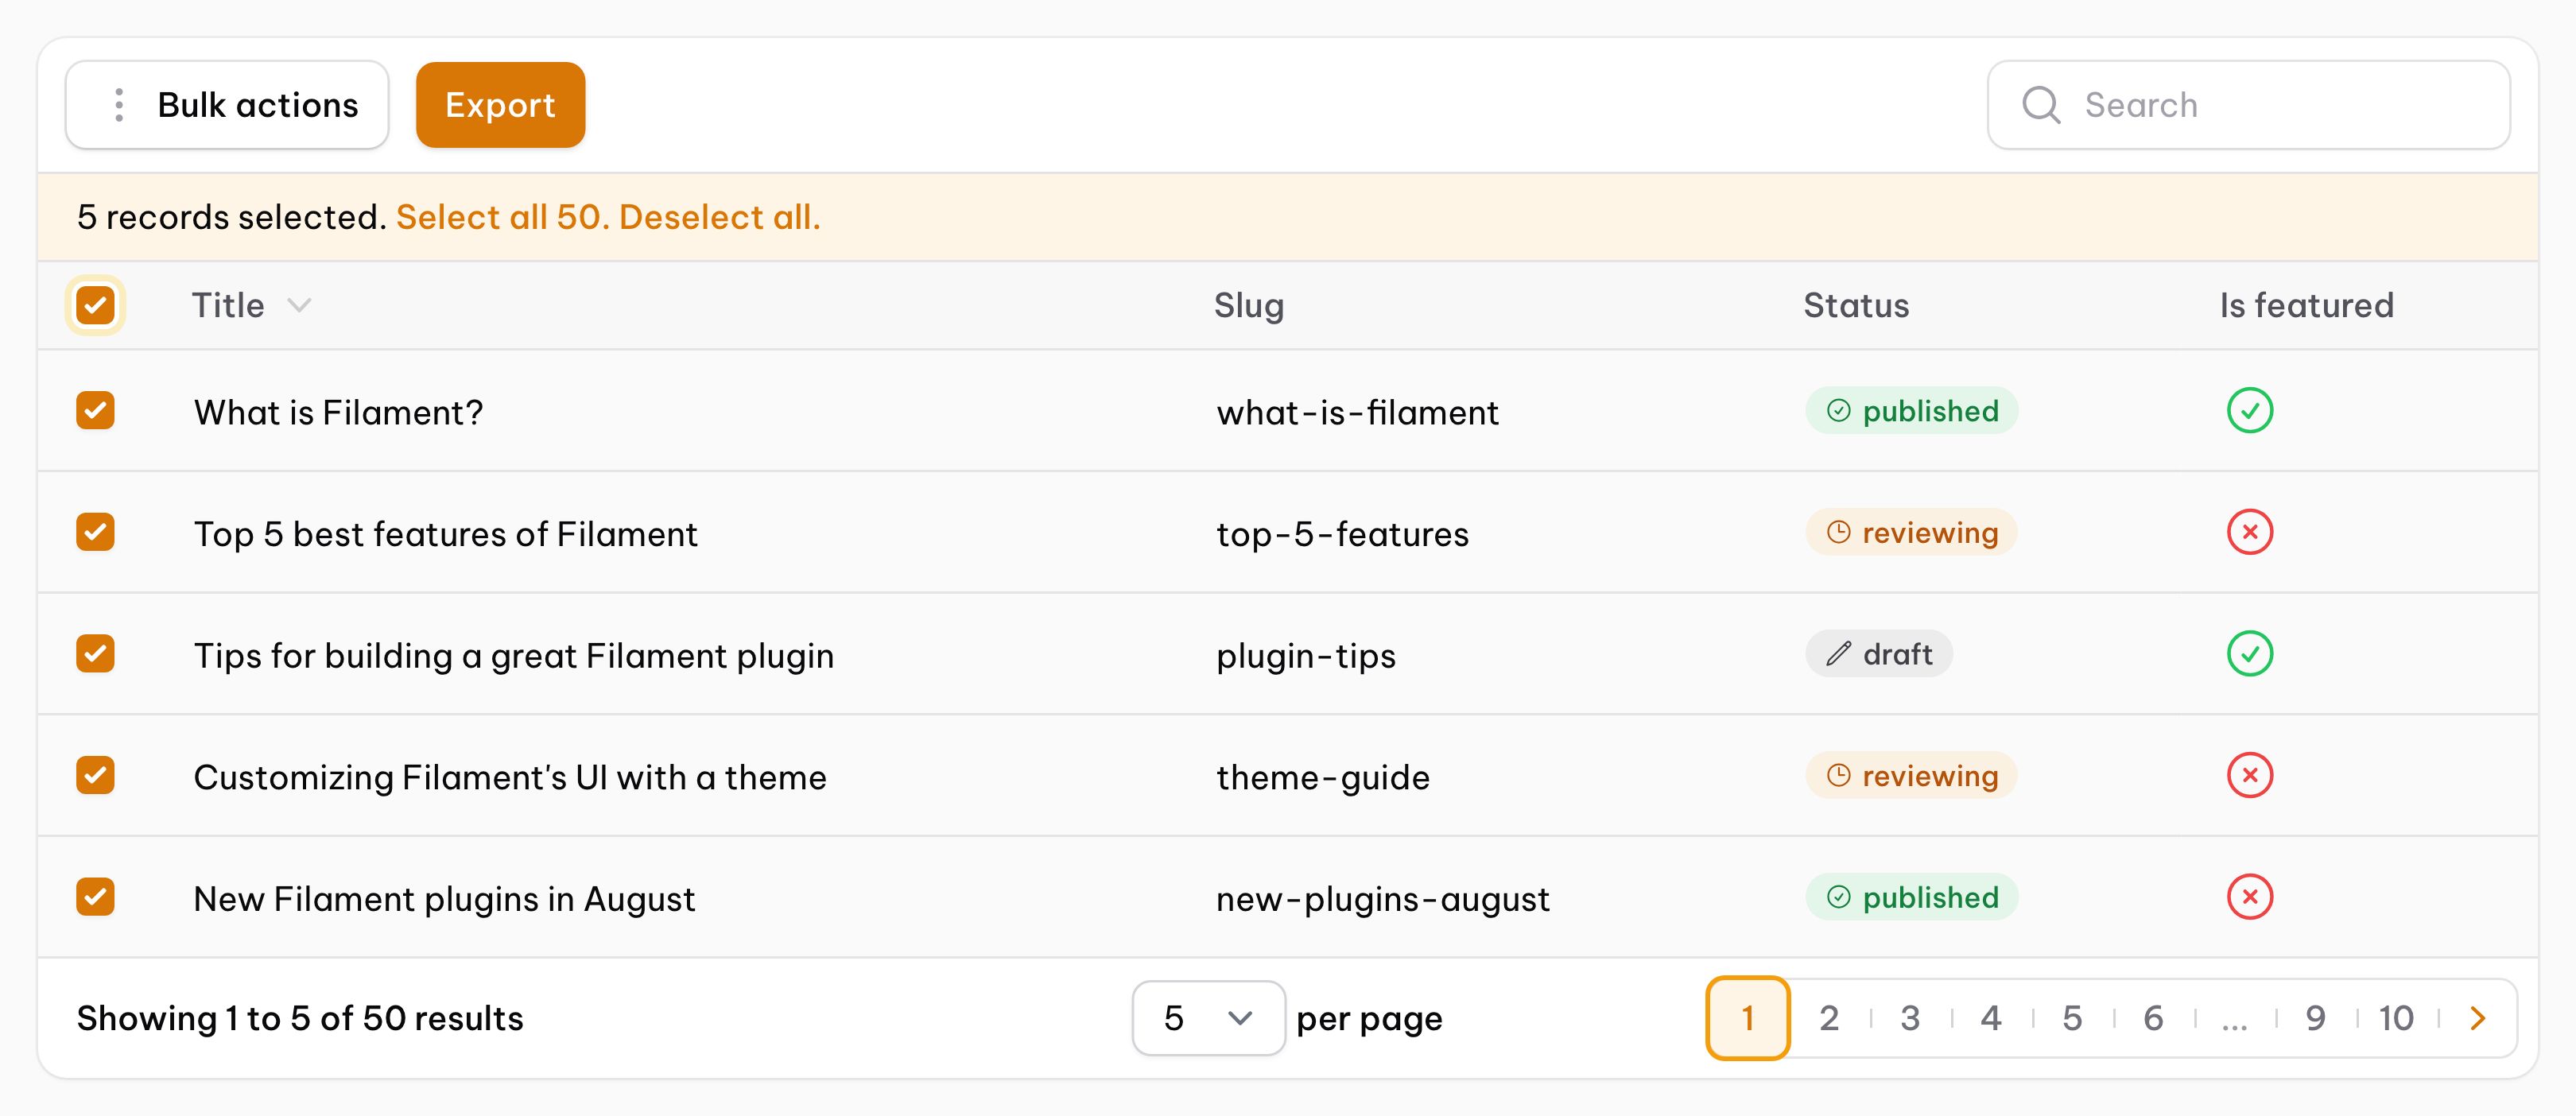 Bulk actions Export Search
5 records selected. Select all 50. Deselect all.
Title Slug Status Is featured
What is Filament? what-is-filament published
Top 5 best features of Filament top-5-features reviewing
Tips for building a great Filament plugin plugin-tips draft
Customizing Filament's UI with a theme theme-guide reviewing
New Filament plugins in August new-plugins-august published
Showing 1 to 5 of 50 results 5 per page 1 2 3 4 5 6 ... 9 10